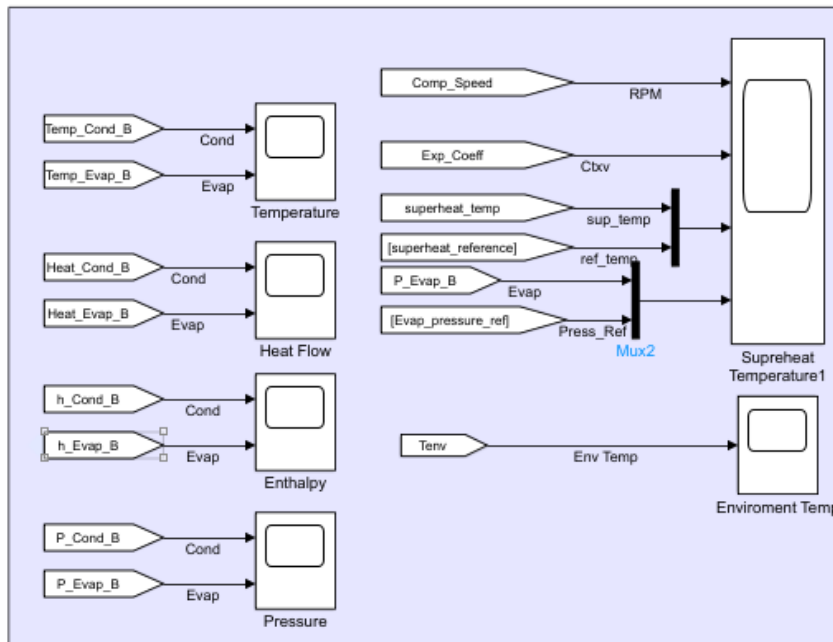 Temp_Cond_B
Cond
Temp_Evap_B
Evap
Temperature
Heat_Cond_B
Cond
Heat_Evap_B
Evap
Heat Flow
h_Cond_B
Cond
h_Evap_B
Evap
Enthalpy
P_Cond_B
Cond
P_Evap_B
Evap
Pressure
Comp_Speed
RPM
Exp_Coeff
Ctxv
superheat_temp
sup_temp
[superheat_reference]
ref_temp
P_Evap_B
Evap
[Evap_pressure_ref]
Press_Ref
Mux2
Supreheat
Temperature1
Tenv
Env Temp
Enviroment Temp